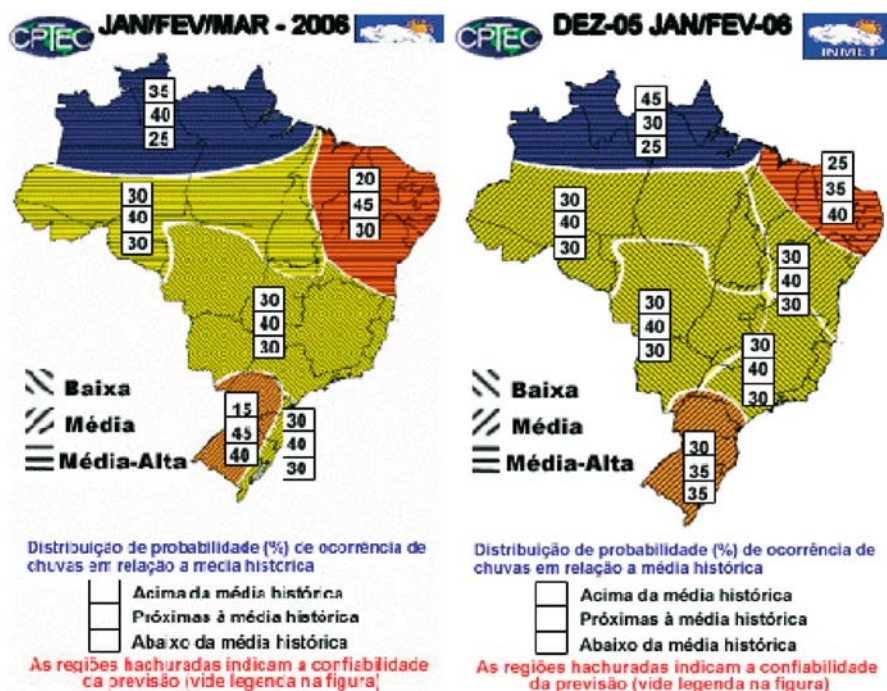 CPTEC JAN/FEV/MAR - 2006
35
40
25
30
40
30
20
45
30
30
40
30
15
45
40
30
40
30
Baixa
Média
Média-Alta
Distribuição de probabilidade (%) de ocorrência de
chuvas em relação a média histórica
Acima da média histórica
Próximas à média histórica
Abaixo da média histórica
As regiões hachuradas indicam a confiabilidade
da previsão (vide legenda na figura)
CPTEC DEZ-05 JAN/FEV-06
INMET
45
30
25
25
35
40
30
40
30
30
40
30
30
40
30
30
40
30
30
35
35
Baixa
Média
Média-Alta
Distribuição de probabilidade (%) de ocorrência de
chuvas em relação a média histórica
Acima da média histórica
Próximas à média histórica
Abaixo da média histórica
As regiões hachuradas indicam a confiabilidade
da previsão (vide legenda na figura)